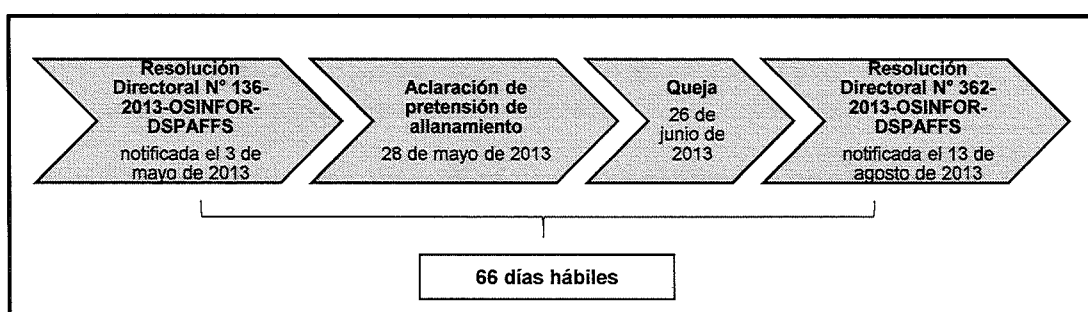 Resolución
Directoral N° 136-
2013-OSINFOR-
DSPAFFS
notificada el 3 de
mayo de 2013
Aclaración de
pretensión de
allanamiento
28 de mayo de 2013
Queja
26 de
junio de
2013
Resolución
Directoral N° 362-
2013-OSINFOR-
DSPAFFS
notificada el 13 de
agosto de 2013
66 días hábiles